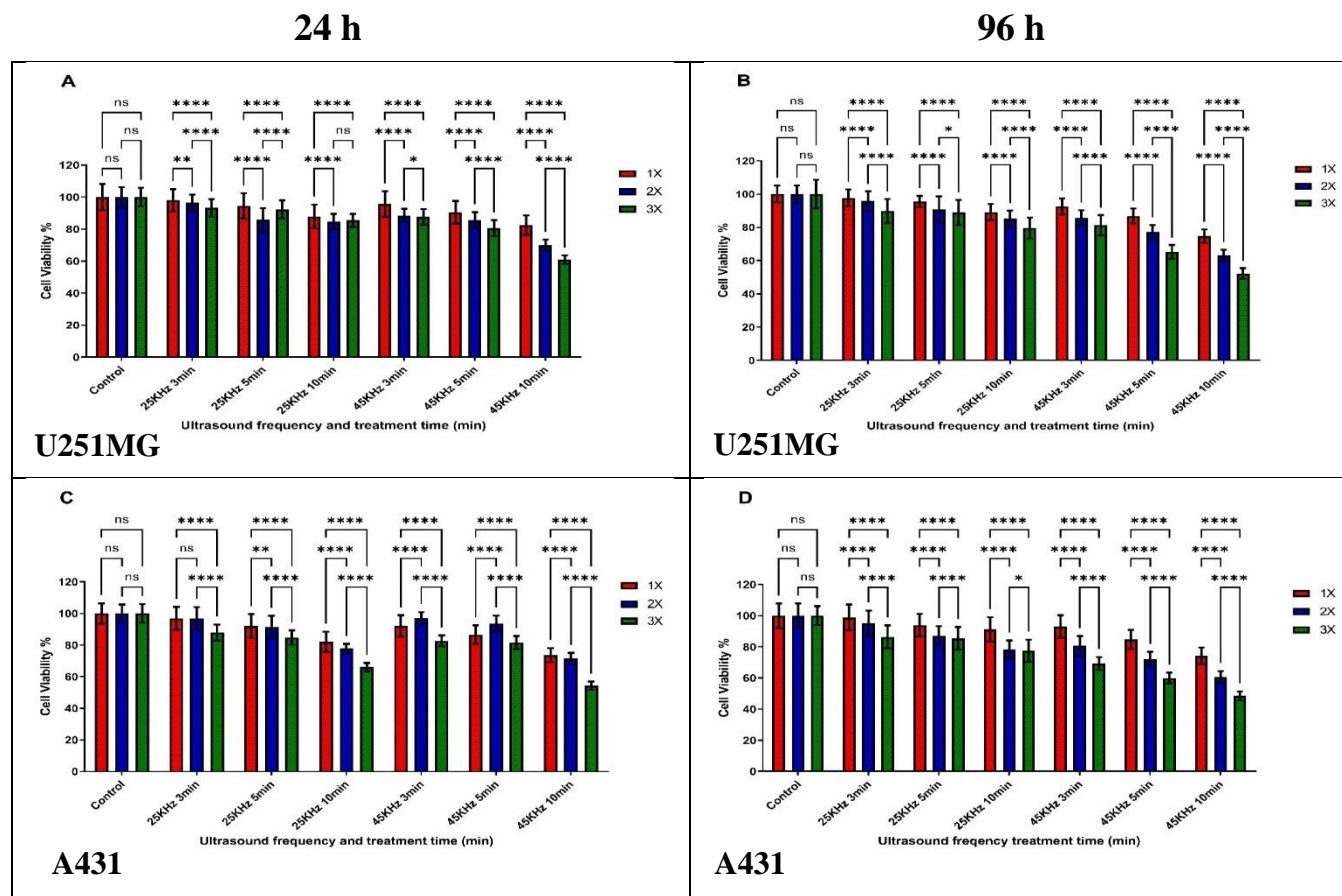 24 h
96 h
A
ns
****
****
****
****
****
****
ns
****
****
ns
****
****
****
ns
**
****
****
*
****
****
120
100
80
60
40
20
0
Cell Viability %
1X
2X
3X
Control
25KHz 3min
25KHz 5min
25KHz 10min
45KHz 3min
45KHz 5min
45KHz 10min
Ultrasound frequency and treatment time (min)
U251MG
B
ns
****
****
****
****
****
****
ns
****
*
****
****
****
****
ns
****
****
****
****
****
****
120
100
80
60
40
20
0
Cell Viability %
1X
2X
3X
Control
25KHz 3min
25KHz 5min
25KHz 10min
45KHz 3min
45KHz 5min
45KHz 10min
Ultrasound frequency and treatment time (min)
U251MG
C
ns
****
****
****
****
****
****
ns
ns
**
****
****
****
****
ns
****
****
****
****
****
****
120
100
80
60
40
20
0
Cell Viability %
1X
2X
3X
Control
25KHz 3min
25KHz 5min
25KHz 10min
45KHz 3min
45KHz 5min
45KHz 10min
Ultrasound frequency and treatment time (min)
A431
D
ns
****
****
****
****
****
****
ns
****
****
****
****
****
****
ns
****
****
*
****
****
****
120
100
80
60
40
20
0
Cell Viability %
1X
2X
3X
Control
25KHz 3min
25KHz 5min
25KHz 10min
45KHz 3min
45KHz 5min
45KHz 10min
Ultrasound frequency and treatment time (min)
A431